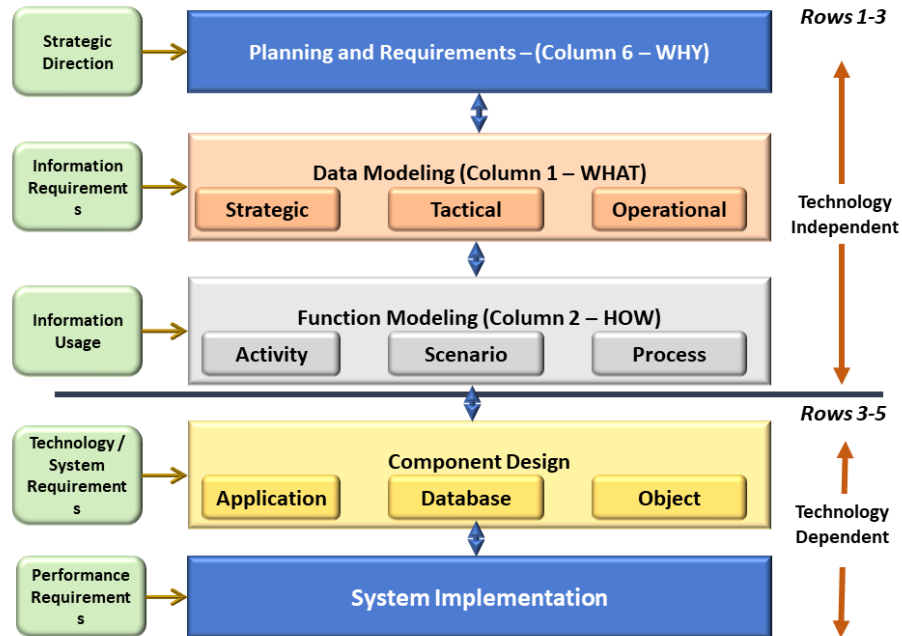 Rows 1-3
Strategic
Direction
Planning and Requirements – (Column 6 – WHY)
Information
Requirement
s
Data Modeling (Column 1 – WHAT)
Strategic
Tactical
Operational
Technology
Independent
Information
Usage
Function Modeling (Column 2 – HOW)
Activity
Scenario
Process
Rows 3-5
Technology /
System
Requirement
s
Component Design
Application
Database
Object
Technology
Dependent
Performance
Requirement
s
System Implementation